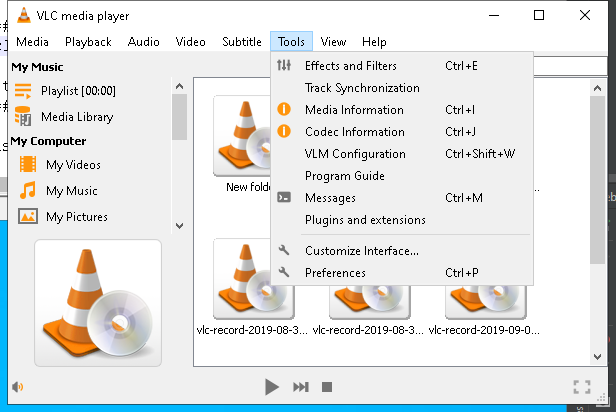 VLC media player
Media Playback Audio Video Subtitle Tools View Help
My Music
Playlist [00:00]
Media Library
My Computer
My Videos
My Music
My Pictures
Effects and Filters Ctrl+E
Track Synchronization
Media Information Ctrl+I
Codec Information Ctrl+J
VLM Configuration Ctrl+Shift+W
Program Guide
Messages Ctrl+M
Plugins and extensions
Customize Interface...
Preferences Ctrl+P
New folde
vlc-record-2019-08-3... vlc-record-2019-08-3... vlc-record-2019-09-0...